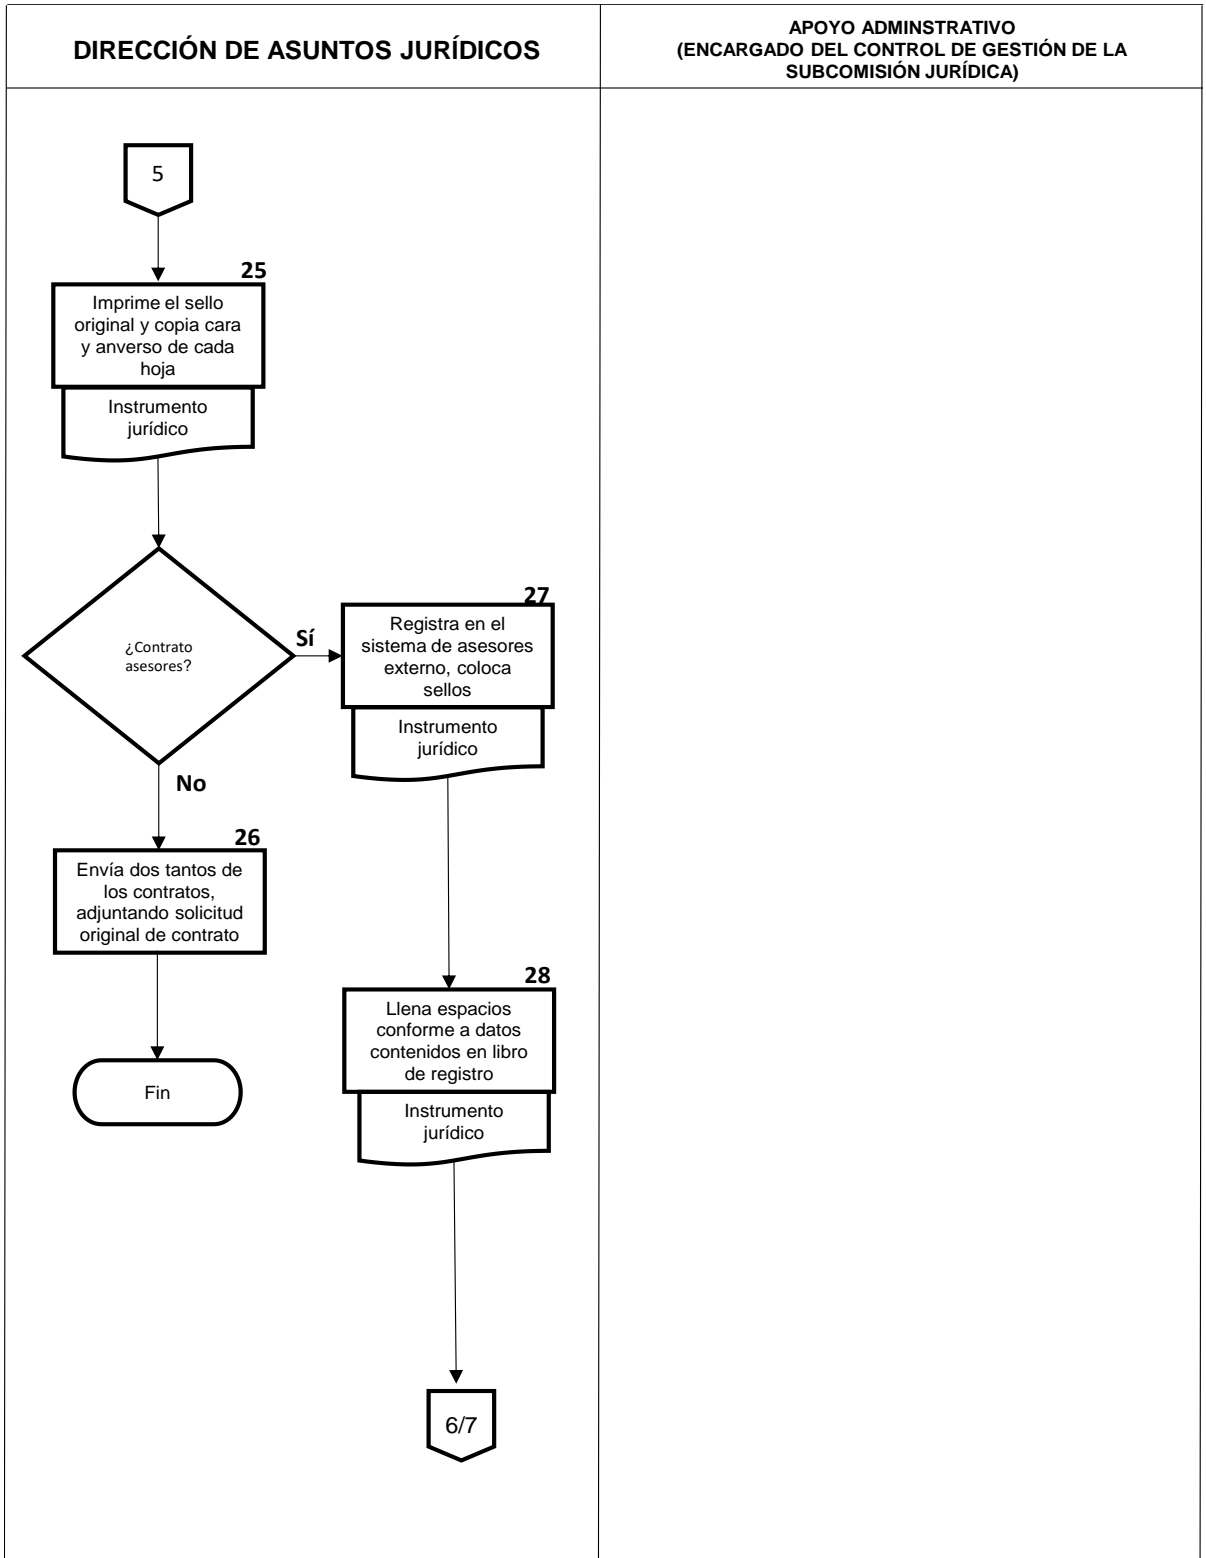 DIRECCIÓN DE ASUNTOS JURÍDICOS
APOYO ADMINSTRATIVO
(ENCARGADO DEL CONTROL DE GESTIÓN DE LA
SUBCOMISIÓN JURÍDICA)
5
25
Imprime el sello
original y copia cara
y anverso de cada
hoja
Instrumento
jurídico
¿Contrato
asesores?
Sí
27
Registra en el
sistema de asesores
externo, coloca
sellos
Instrumento
jurídico
No
26
Envía dos tantos de
los contratos,
adjuntando solicitud
original de contrato
28
Llena espacios
conforme a datos
contenidos en libro
de registro
Instrumento
jurídico
Fin
6/7